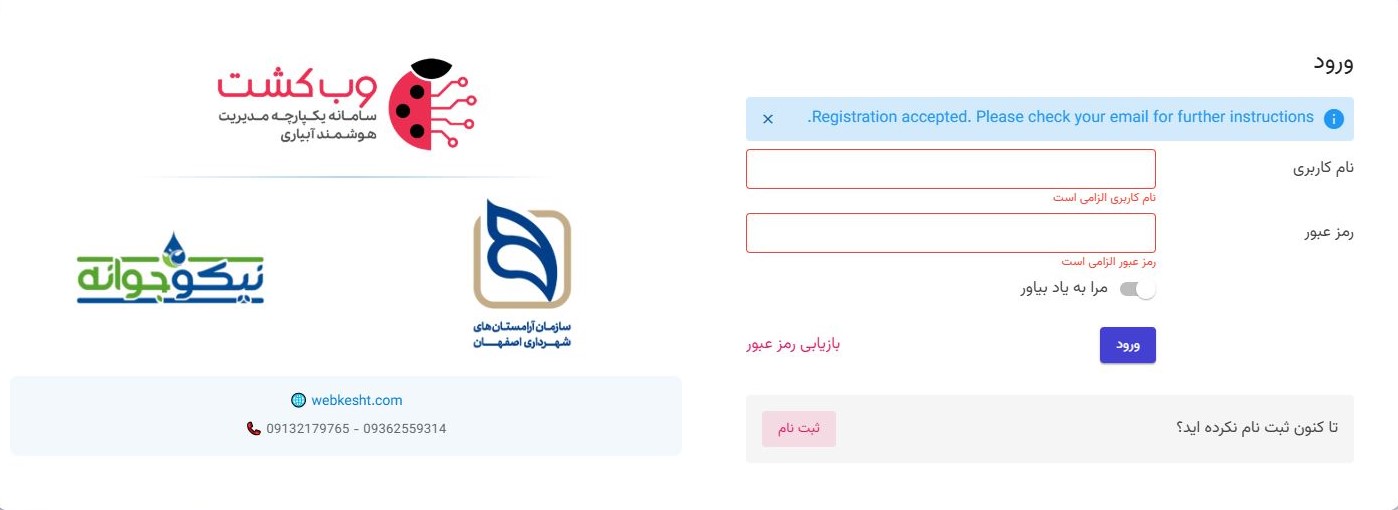 ورود
Registration accepted. Please check your email for further instructions.
نام کاربری
نام کاربری الزامی است
رمز عبور
رمز عبور الزامی است
مرا به یاد بیاور
ورود
بازیابی رمز عبور
تا کنون ثبت نام نکرده اید؟
ثبت نام
وب کشت
سامانه یکپارچه مدیریت
هوشمند آبیاری
سازمان آرامستان‌های
شهرداری اصفهان
نیکو جوانه
webkesht.com
09132179765 - 09362559314